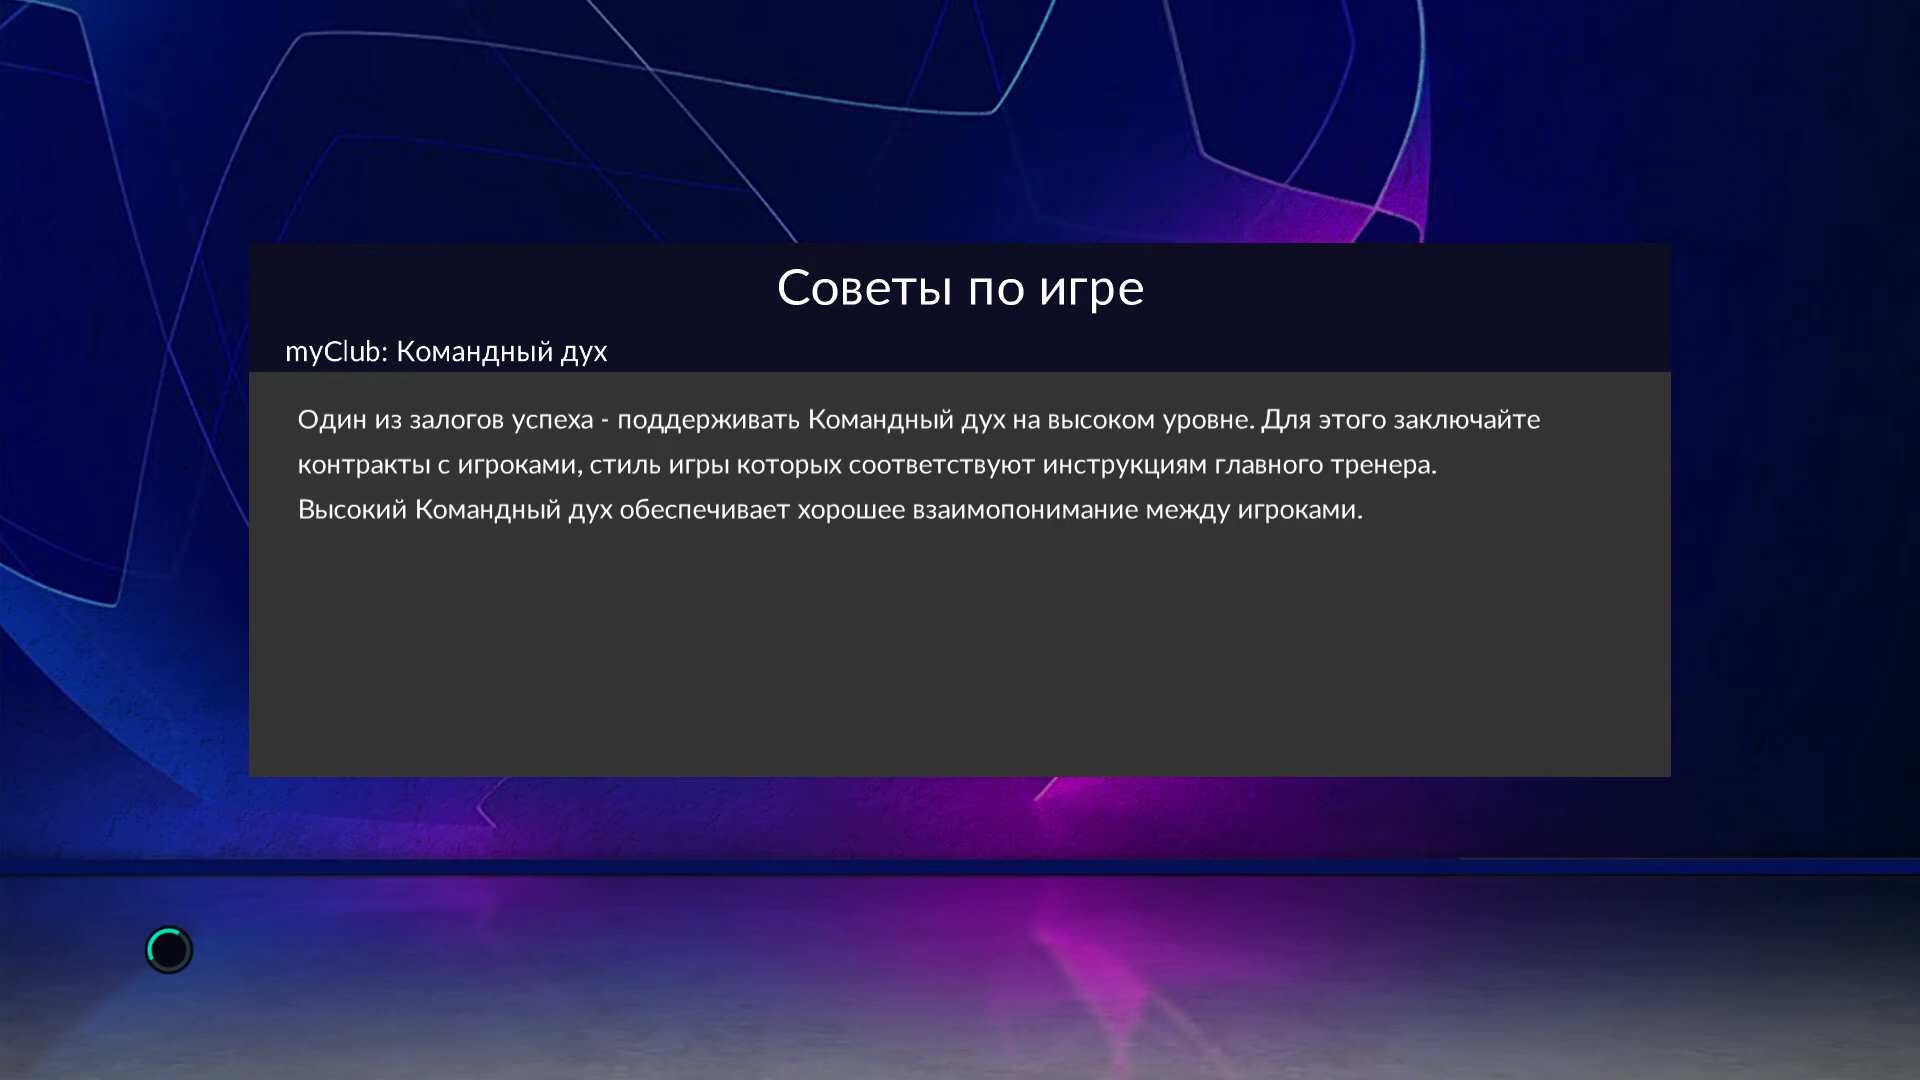 Советы по игре
myClub: Командный дух
Один из залогов успеха - поддерживать Командный дух на высоком уровне. Для этого заключайте
контракты с игроками, стиль игры которых соответствуют инструкциям главного тренера.
Высокий Командный дух обеспечивает хорошее взаимопонимание между игроками.